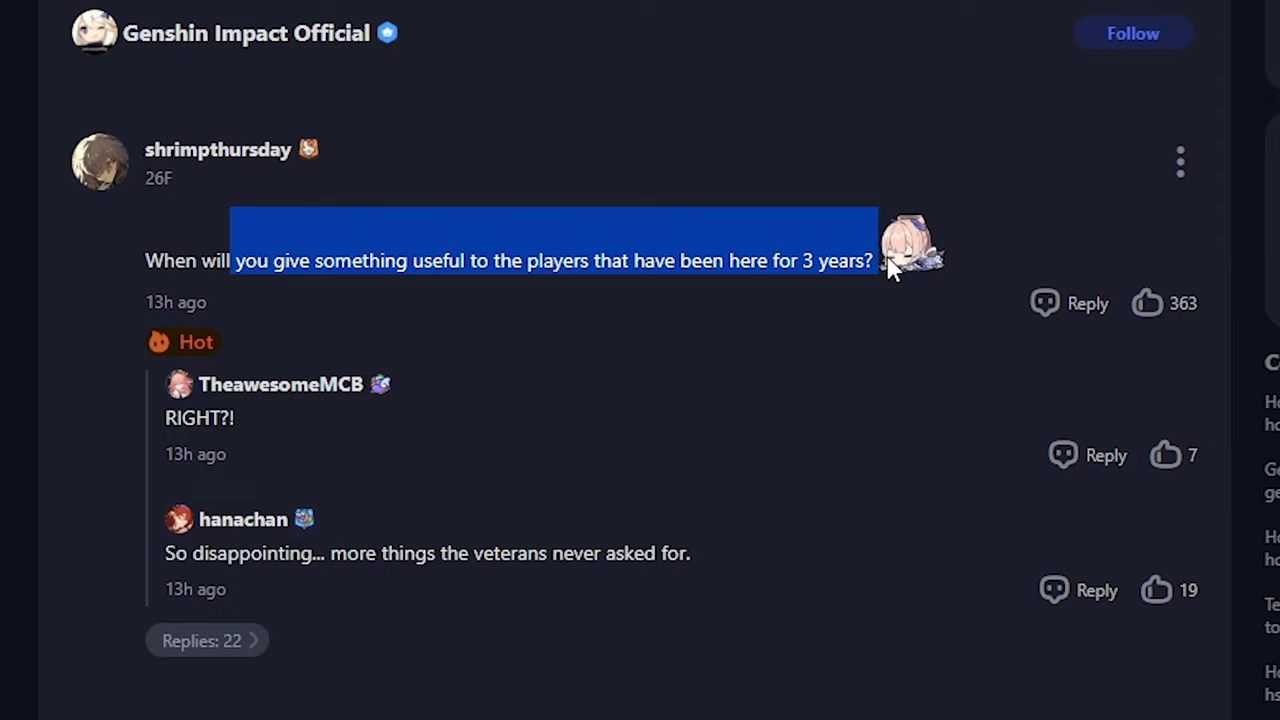 Genshin Impact Official
Follow
shrimpthursday
26F
When will you give something useful to the players that have been here for 3 years?
13h ago
Reply
363
Hot
TheawesomeMCB
RIGHT?!
13h ago
Reply
7
hanachan
So disappointing... more things the veterans never asked for.
13h ago
Reply
19
Replies: 22